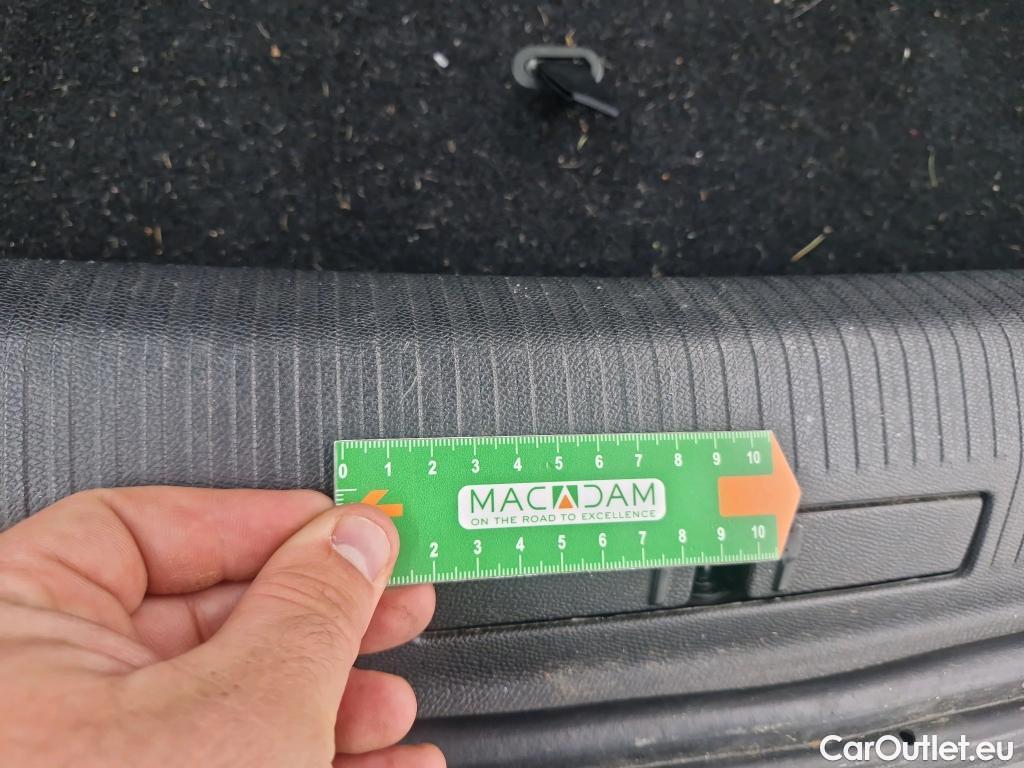 0 1 2 3 4 5 6 7 8 9 10
MACADAM
ON THE ROAD TO EXCELLENCE
2 3 4 5 6 7 8 9 10
CarOutlet.eu